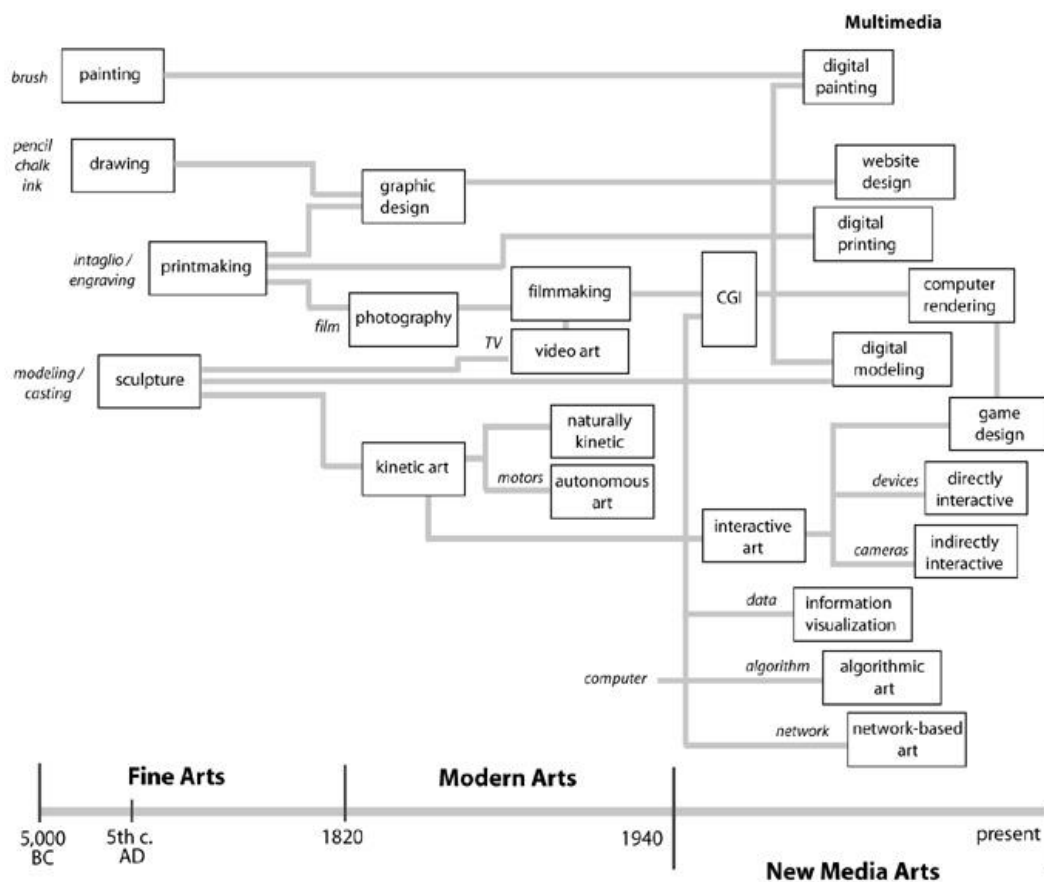 Multimedia
brush
painting
digital
painting
pencil
chalk
ink
drawing
graphic
design
website
design
digital
printing
intaglio /
engraving
printmaking
film
photography
filmmaking
CGI
computer
rendering
TV
video art
digital
modeling
modeling /
casting
sculpture
game
design
kinetic art
naturally
kinetic
motors
autonomous
art
devices
directly
interactive
interactive
art
cameras
indirectly
interactive
data
information
visualization
computer
algorithm
algorithmic
art
network
network-based
art
Fine Arts
Modern Arts
5,000
BC
5th c.
AD
1820
1940
present
New Media Arts